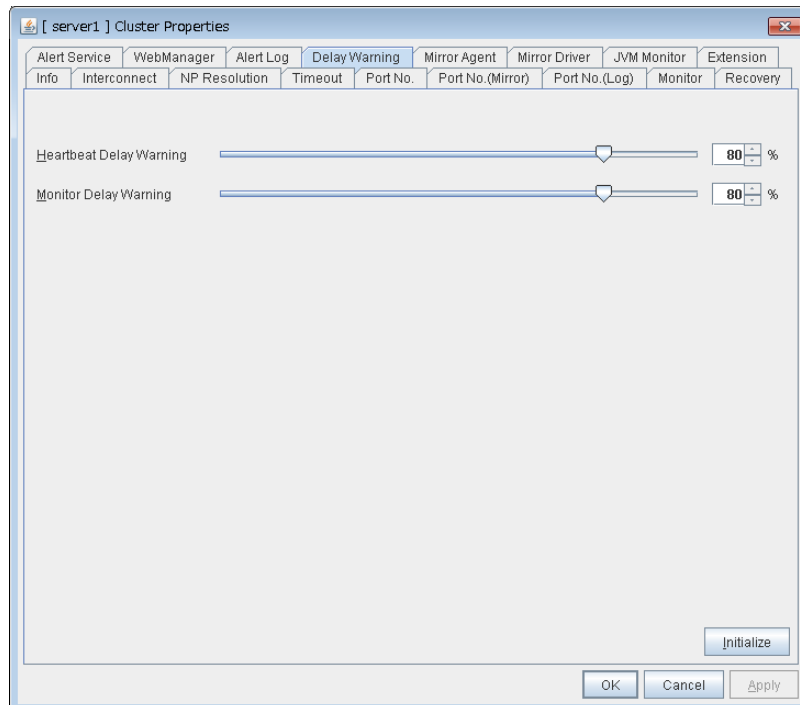 [ server1 ] Cluster Properties
Alert Service WebManager Alert Log Delay Warning Mirror Agent Mirror Driver JVM Monitor Extension
Info Interconnect NP Resolution Timeout Port No. Port No.(Mirror) Port No.(Log) Monitor Recovery
Heartbeat Delay Warning 80 %
Monitor Delay Warning 80 %
Initialize
OK Cancel Apply